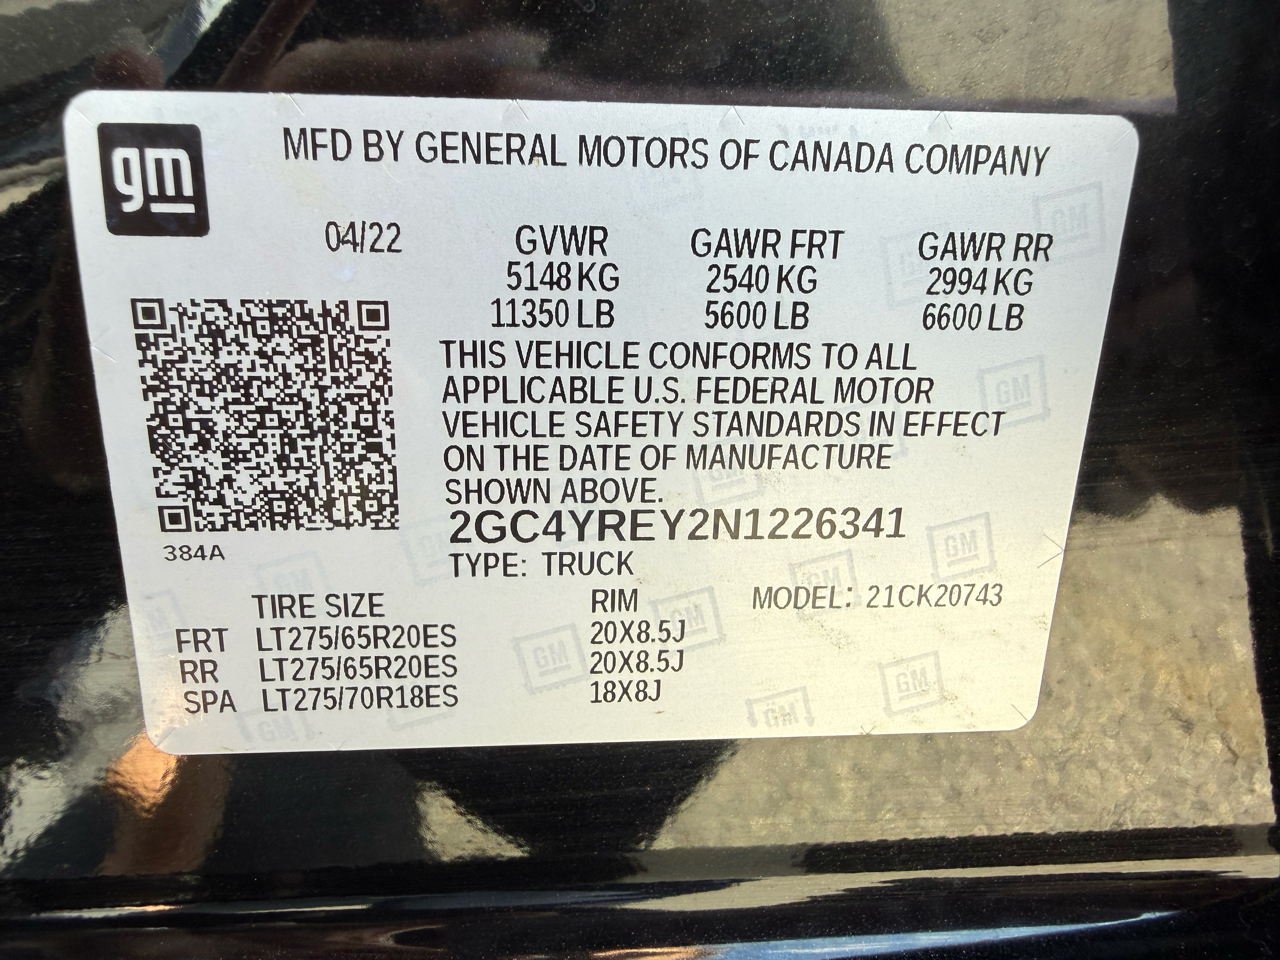 gm
MFD BY GENERAL MOTORS OF CANADA COMPANY
04/22 GVWR GAWR FRT GAWR RR
5148 KG 2540 KG 2994 KG
11350 LB 5600 LB 6600 LB
THIS VEHICLE CONFORMS TO ALL
APPLICABLE U.S. FEDERAL MOTOR
VEHICLE SAFETY STANDARDS IN EFFECT
ON THE DATE OF MANUFACTURE
SHOWN ABOVE.
2GC4YREY2N1226341
384A
TYPE: TRUCK
TIRE SIZE RIM MODEL: 21CK20743
FRT LT275/65R20ES 20X8.5J
RR LT275/65R20ES 20X8.5J
SPA LT275/70R18ES 18X8J